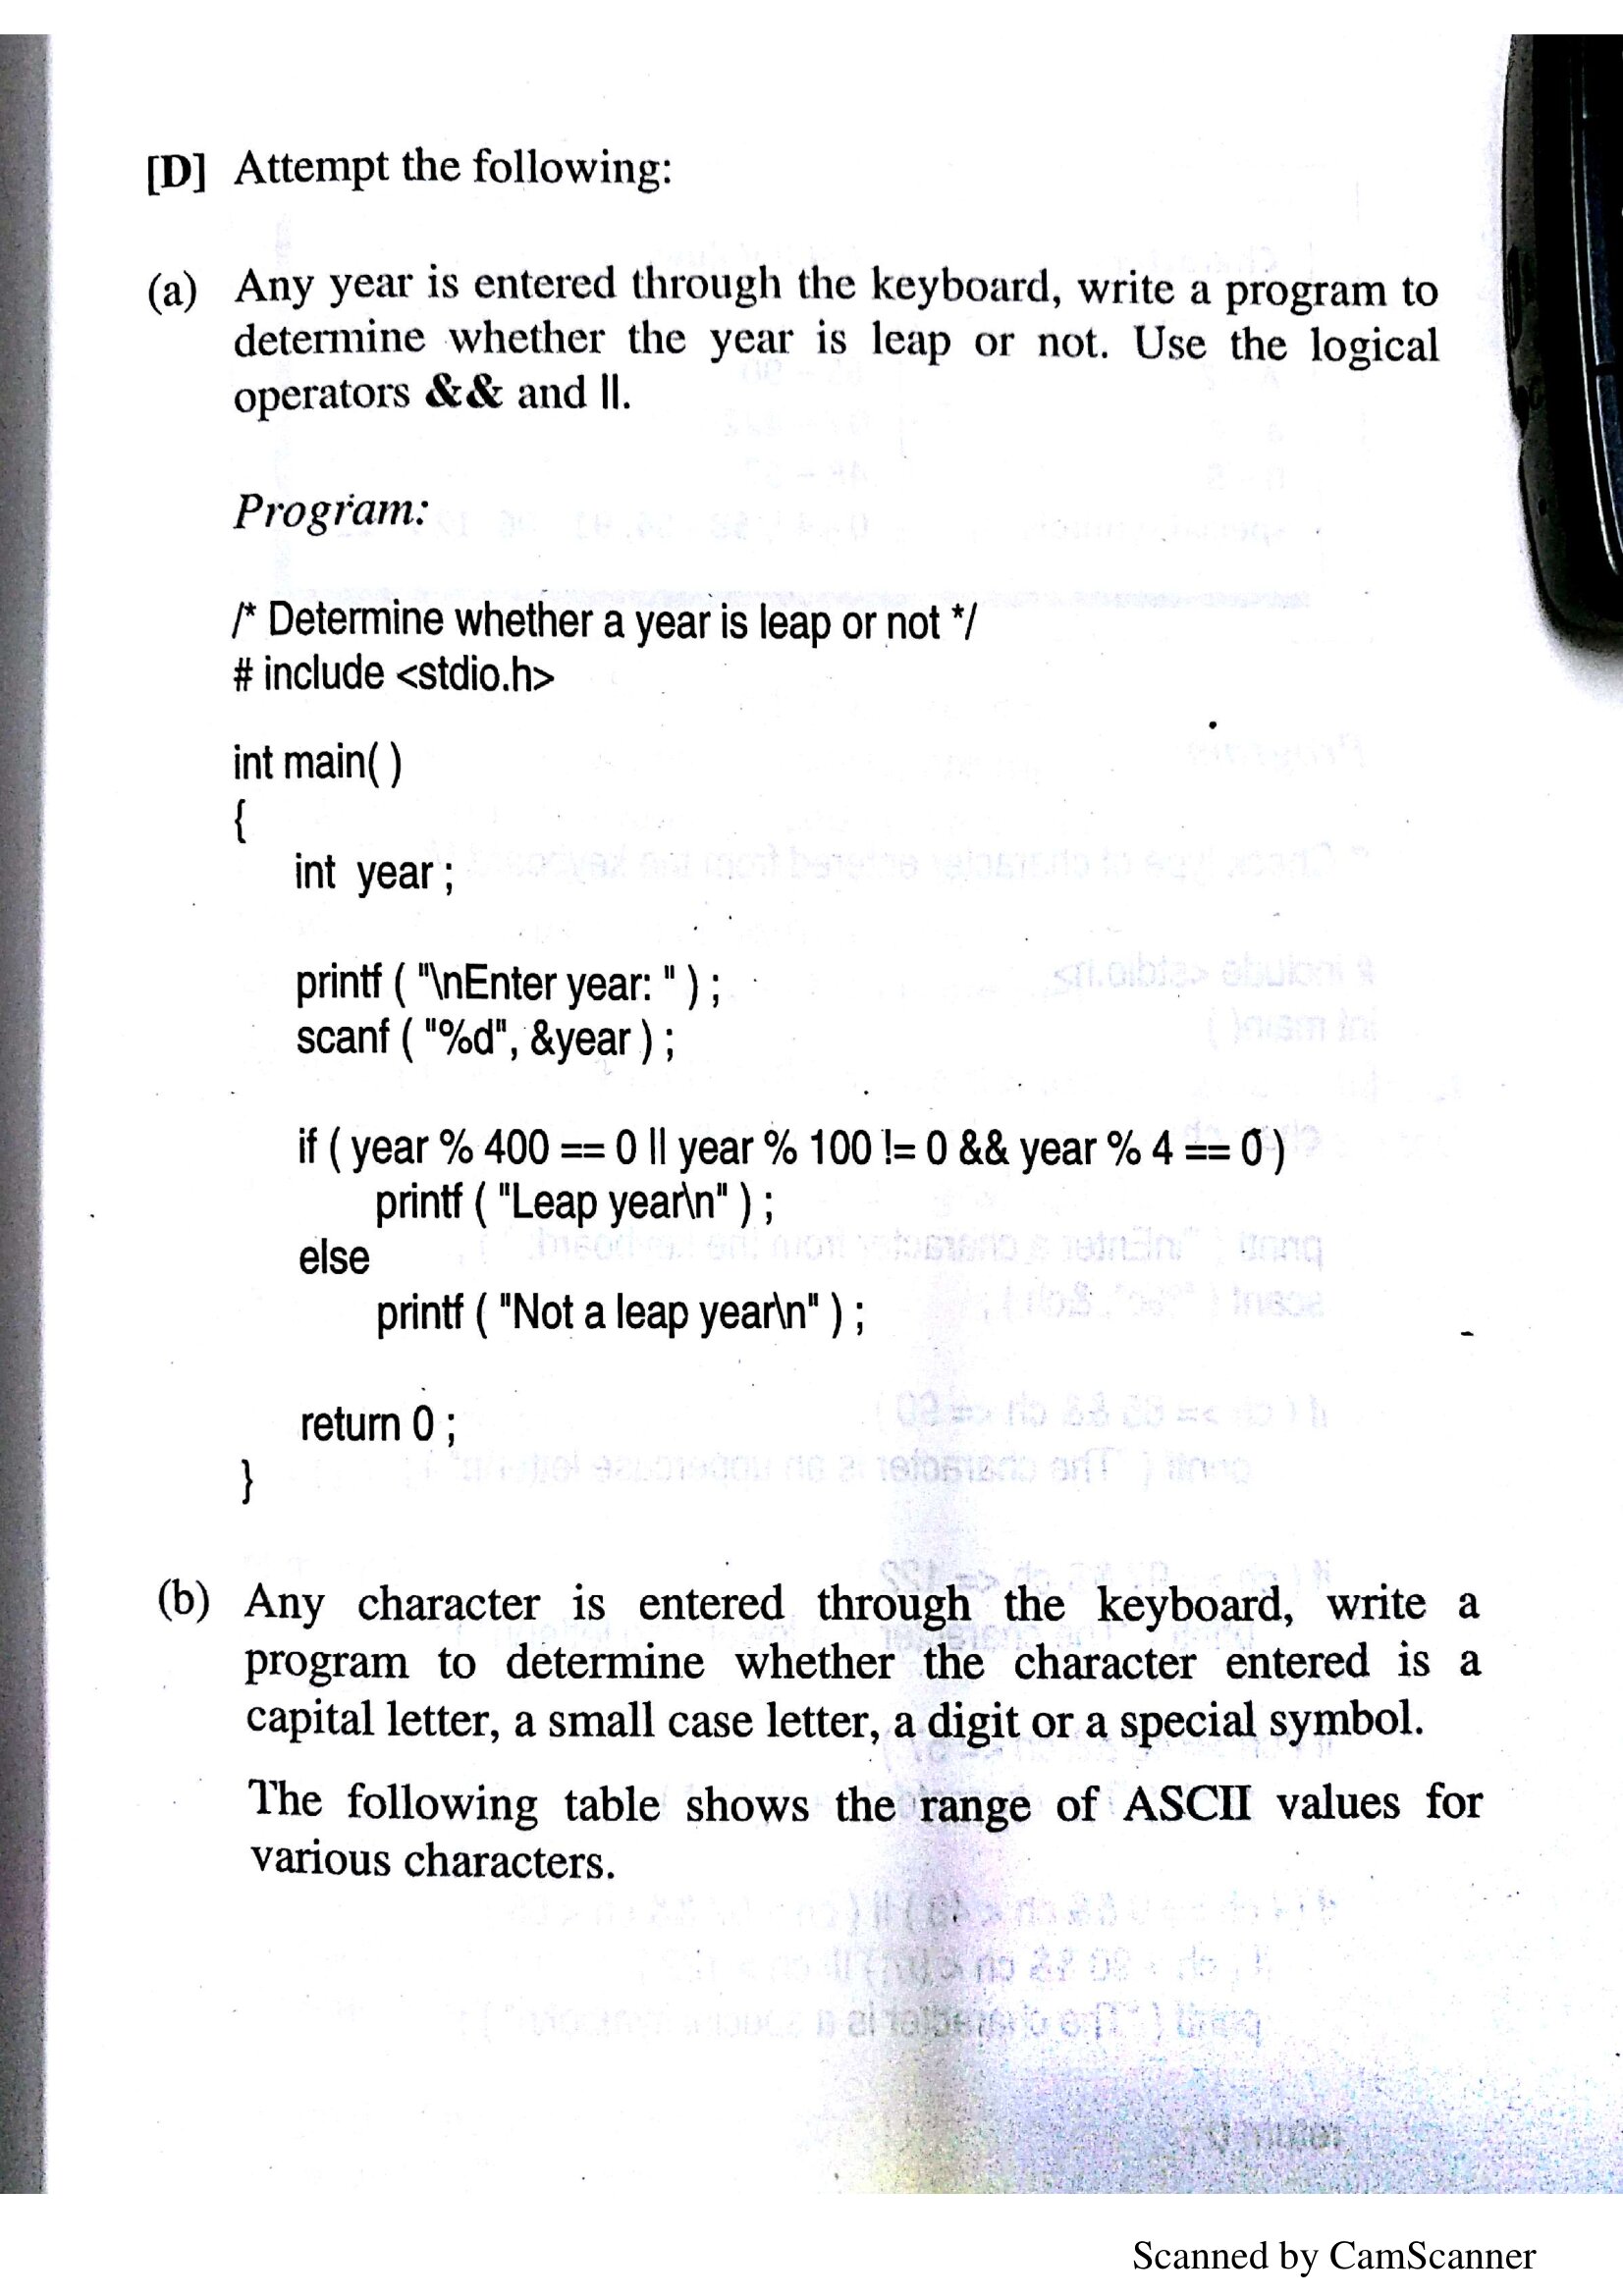 [D] Attempt the following:
(a) Any year is entered through the keyboard, write a program to
determine whether the year is leap or not. Use the logical
operators && and ||.
Program:
/* Determine whether a year is leap or not */
# include <stdio.h>
int main( )
{
int year ;
printf ( "\nEnter year: " ) ;
scanf ( "%d", &year ) ;
if ( year % 400 == 0 || year % 100 != 0 && year % 4 == 0 )
printf ( "Leap year\n" ) ;
else
printf ( "Not a leap year\n" ) ;
return 0 ;
}
(b) Any character is entered through the keyboard, write a
program to determine whether the character entered is a
capital letter, a small case letter, a digit or a special symbol.
The following table shows the range of ASCII values for
various characters.
Scanned by CamScanner